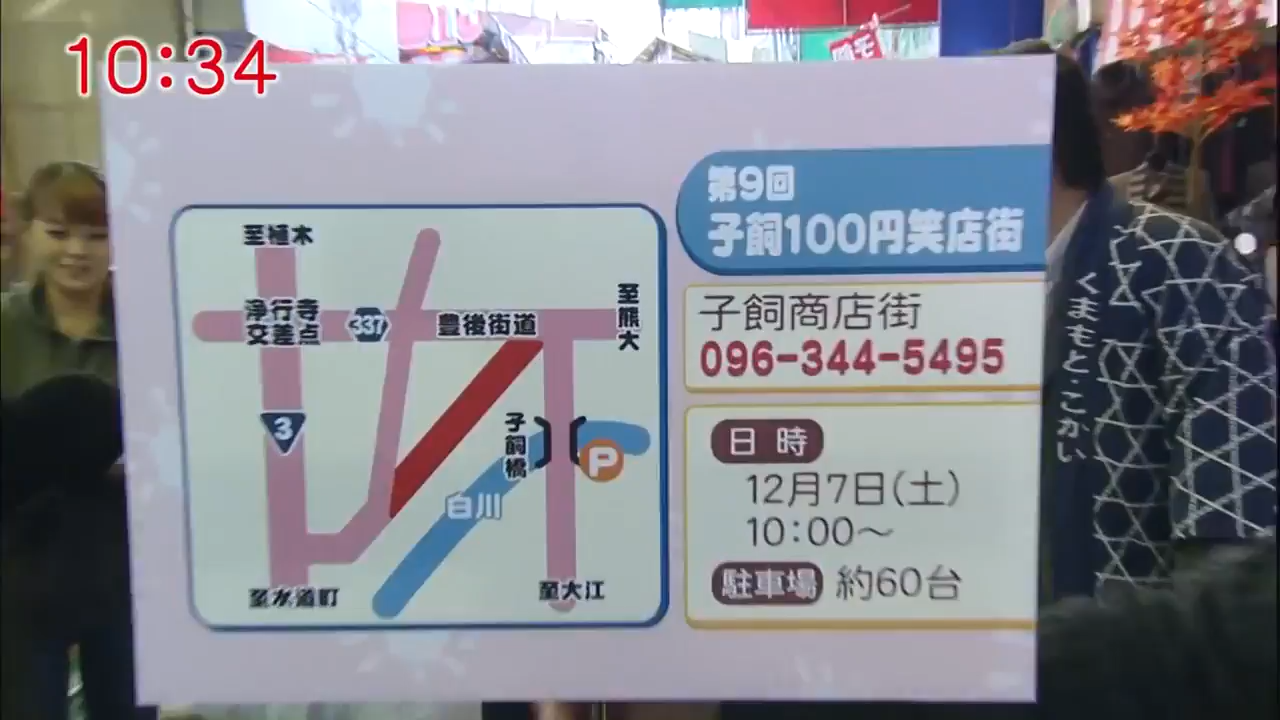 10:34
第9回
子飼100円笑店街
子飼商店街
096-344-5495
日時
12月7日(土)
10:00～
駐車場 約60台
至植木
浄行寺
交差点
337
豊後街道
至熊大
3
子飼橋
P
白川
至水道町
至大江
くまもと・こかい